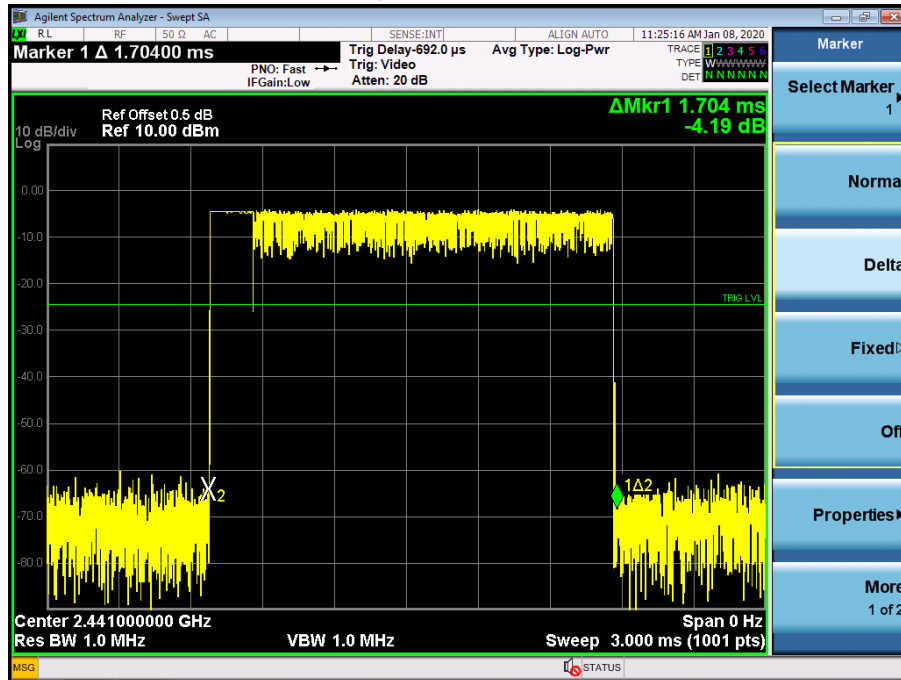 Agilent Spectrum Analyzer - Swept SA
LXI RL RF 50 Ω AC SENSE:INT ALIGN AUTO 11:25:16 AM Jan 08, 2020
Marker 1 Δ 1.70400 ms
PNO: Fast
IFGain:Low
Trig Delay-692.0 µs
Trig: Video
Atten: 20 dB
Avg Type: Log-Pwr
TRACE 1 2 3 4 5 6
TYPE WWWWWW
DET N N N N N N
ΔMkr1 1.704 ms
-4.19 dB
Ref Offset 0.5 dB
10 dB/div Ref 10.00 dBm
Log
0.00
-10.0
-20.0
TRIG LVL
-30.0
-40.0
-50.0
-60.0
1Δ2
2
-70.0
-80.0
Center 2.441000000 GHz Span 0 Hz
Res BW 1.0 MHz VBW 1.0 MHz Sweep 3.000 ms (1001 pts)
MSG STATUS
Marker
Select Marker
1
Norma
Delta
Fixed
Off
Properties
More
1 of 2